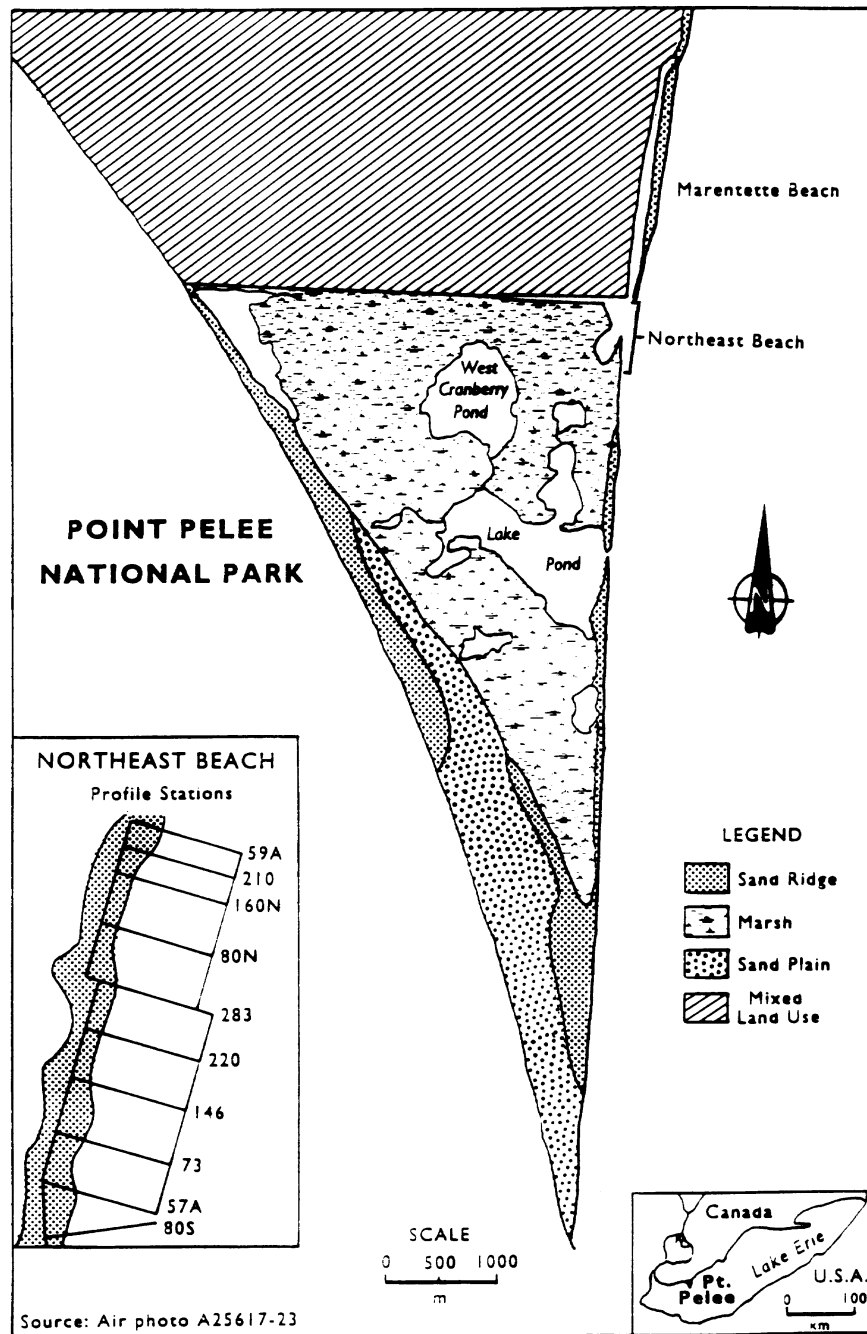 Marentette Beach
Northeast Beach
West
Cranberry
Pond
Lake
Pond
POINT PELEE
NATIONAL PARK
N
NORTHEAST BEACH
Profile Stations
59A
210
160N
80N
283
220
146
73
57A
80S
LEGEND
Sand Ridge
Marsh
Sand Plain
Mixed
Land Use
SCALE
0 500 1000
m
Canada
Lake Erie
U.S.A.
Pt.
Pelee
0 100
km
Source: Air photo A25617-23